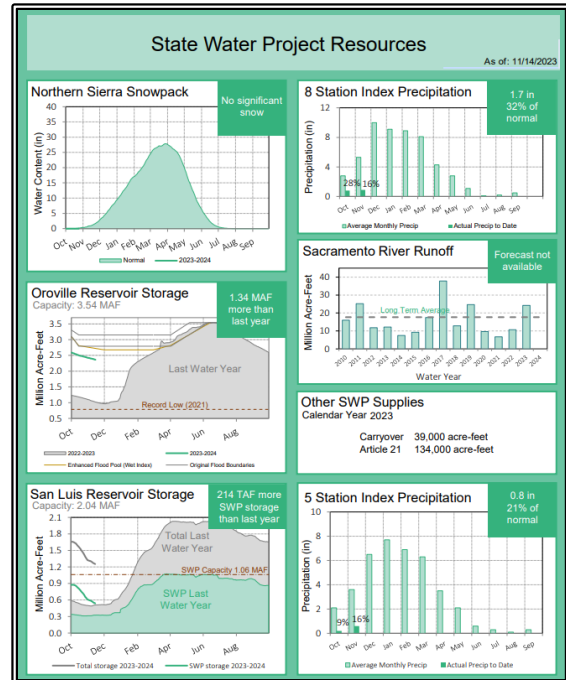 State Water Project Resources
As of: 11/14/2023
Northern Sierra Snowpack
No significant
snow
Water Content (in)
40
35
30
25
20
15
10
5
0
Oct
Nov
Dec
Jan
Feb
Mar
Apr
May
Jun
Jul
Aug
Sep
Normal
2023-2024
8 Station Index Precipitation
1.7 in
32% of
normal
Precipitation (in)
12
8
4
0
28%
16%
Oct
Nov
Dec
Jan
Feb
Mar
Apr
May
Jun
Jul
Aug
Sep
Average Monthly Precip
Actual Precip to Date
Oroville Reservoir Storage
Capacity: 3.54 MAF
1.34 MAF
more than
last year
Million Acre-Feet
3.5
3.0
2.5
2.0
1.5
1.0
0.5
Last Water Year
Record Low (2021)
Oct
Dec
Feb
Apr
Jun
Aug
2022-2023
2023-2024
Enhanced Flood Pool (Wet Index)
Original Flood Boundaries
Sacramento River Runoff
Forecast not
available
Million Acre-Feet
40
30
20
10
0
Long Term Average
2010
2011
2012
2013
2014
2015
2016
2017
2018
2019
2020
2021
2022
2023
2024
Water Year
Other SWP Supplies
Calendar Year 2023
Carryover 39,000 acre-feet
Article 21 134,000 acre-feet
San Luis Reservoir Storage
Capacity: 2.04 MAF
214 TAF more
SWP storage
than last year
Million Acre-Feet
2.1
1.8
1.5
1.2
0.9
0.6
0.3
0.0
Total Last
Water Year
SWP Capacity 1.06 MAF
SWP Last
Water Year
Oct
Dec
Feb
Apr
Jun
Aug
Total storage 2023-2024
SWP storage 2023-2024
5 Station Index Precipitation
0.8 in
21% of
normal
Precipitation (in)
10
8
6
4
2
0
9%
16%
Oct
Nov
Dec
Jan
Feb
Mar
Apr
May
Jun
Jul
Aug
Sep
Average Monthly Precip
Actual Precip to Date